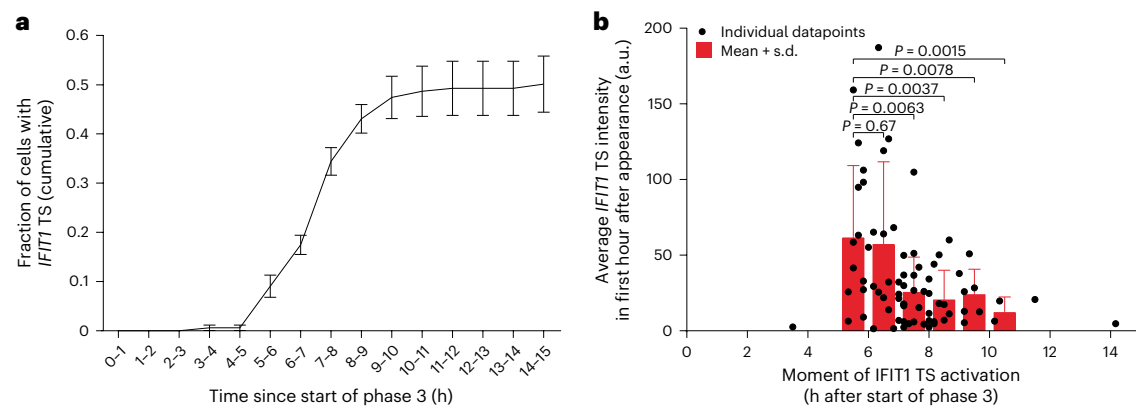 a
0.6
0.5
0.4
0.3
0.2
0.1
0
Fraction of cells with
IFIT1 TS (cumulative)
0–1
1–2
2–3
3–4
4–5
5–6
6–7
7–8
8–9
9–10
10–11
11–12
12–13
13–14
14–15
Time since start of phase 3 (h)
b
200
150
100
50
0
Average IFIT1 TS intensity
in first hour after appearance (a.u.)
Individual datapoints
Mean + s.d.
P = 0.0015
P = 0.0078
P = 0.0037
P = 0.0063
P = 0.67
0 2 4 6 8 10 12 14
Moment of IFIT1 TS activation
(h after start of phase 3)